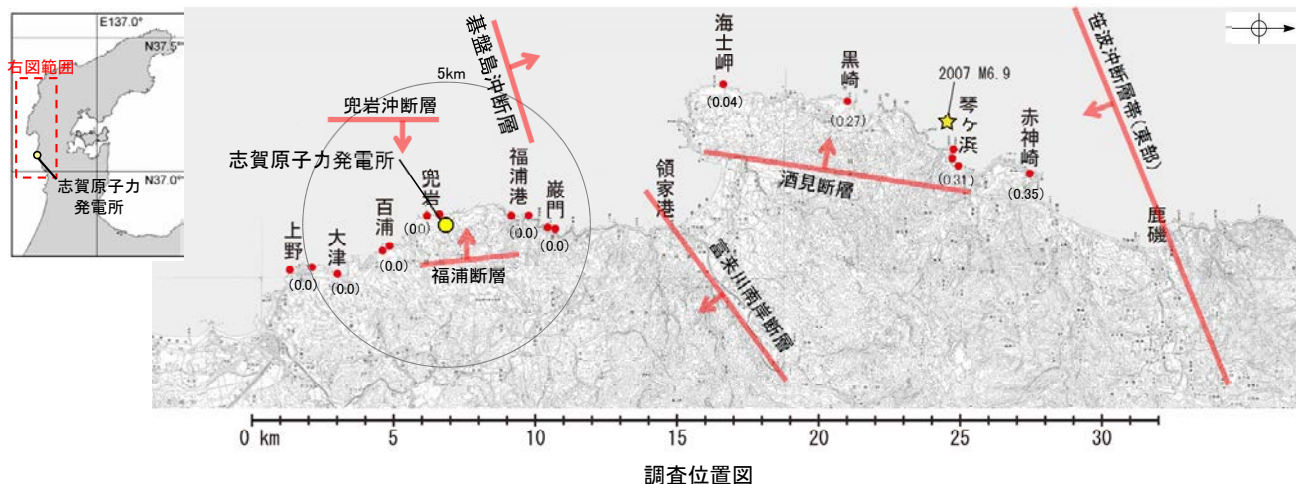 E137.0°
N37.5°
右図範囲
N37.0°
志賀原子力
発電所
基盤島沖断層
5km
兜岩沖断層
志賀原子力発電所
上野
(0.0)
大津
(0.0)
百浦
(0.0)
兜岩
(0.0)
福浦港
(0.0)
巌門
(0.0)
福浦断層
領家港
富来川南岸断層
海士岬
(0.04)
黒崎
(0.27)
酒見断層
2007 M6.9
琴ヶ浜
(0.31)
赤神崎
(0.35)
笹波沖断層帯(東部)
鹿磯
0 km
5
10
15
20
25
30
調査位置図